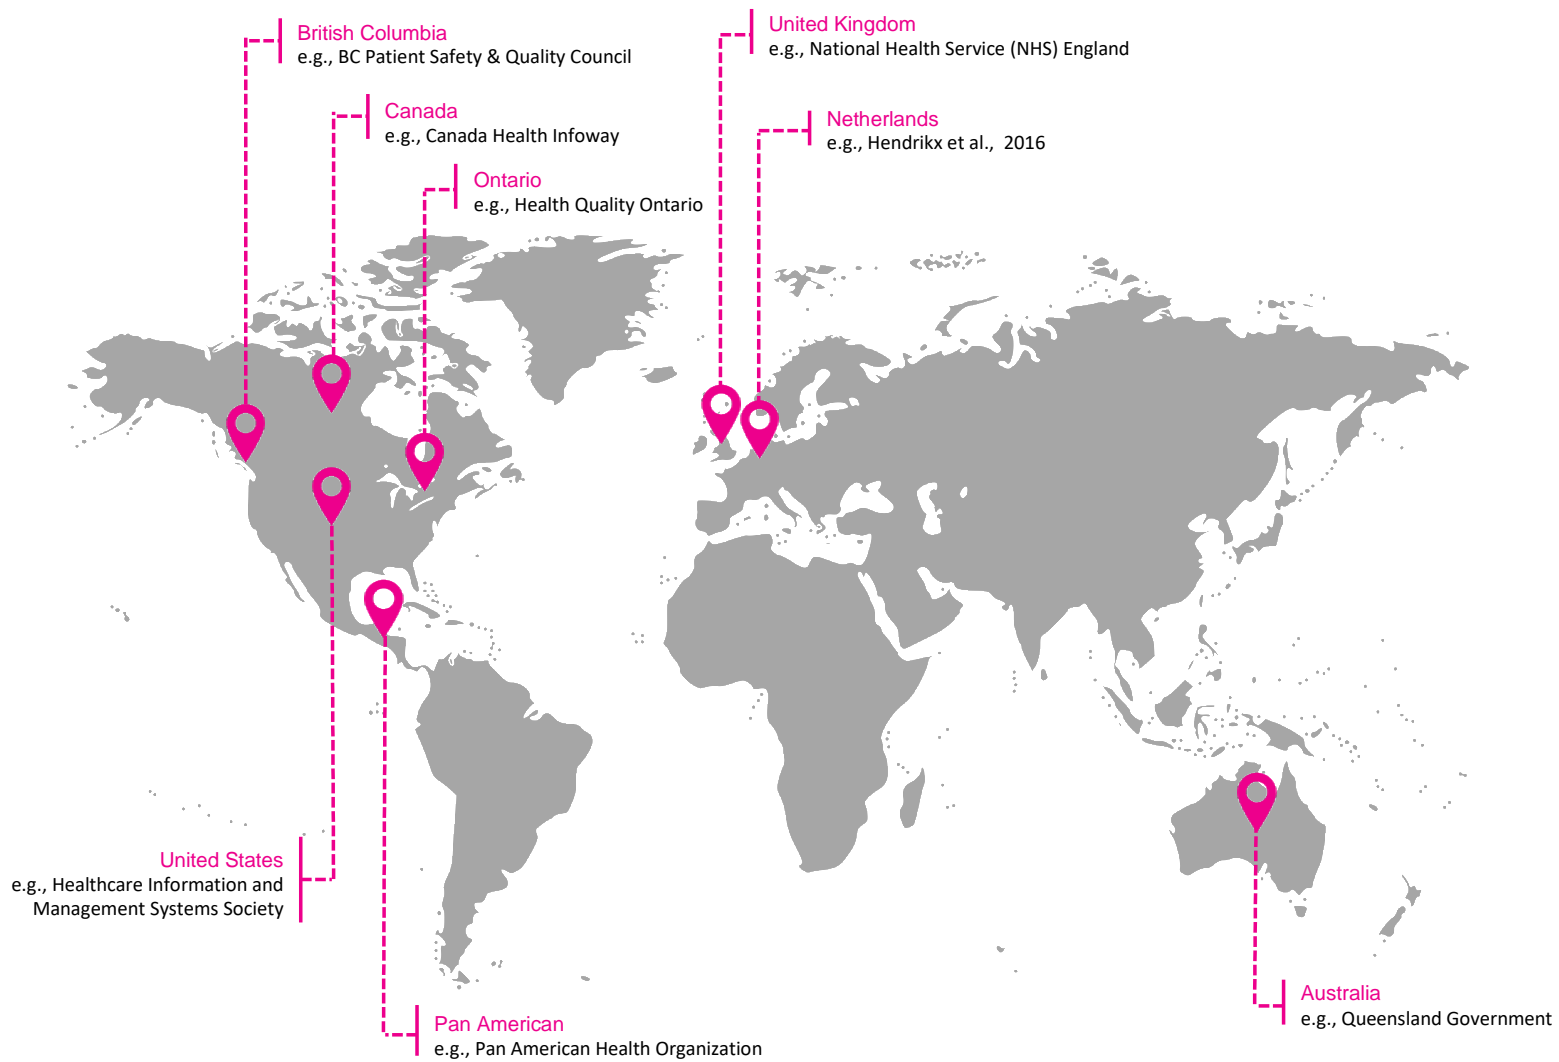 British Columbia
e.g., BC Patient Safety & Quality Council
United Kingdom
e.g., National Health Service (NHS) England
Canada
e.g., Canada Health Infoway
Netherlands
e.g., Hendrikx et al.,  2016
Ontario
e.g., Health Quality Ontario
United States
e.g., Healthcare Information and
Management Systems Society
Pan American
e.g., Pan American Health Organization
Australia
e.g., Queensland Government